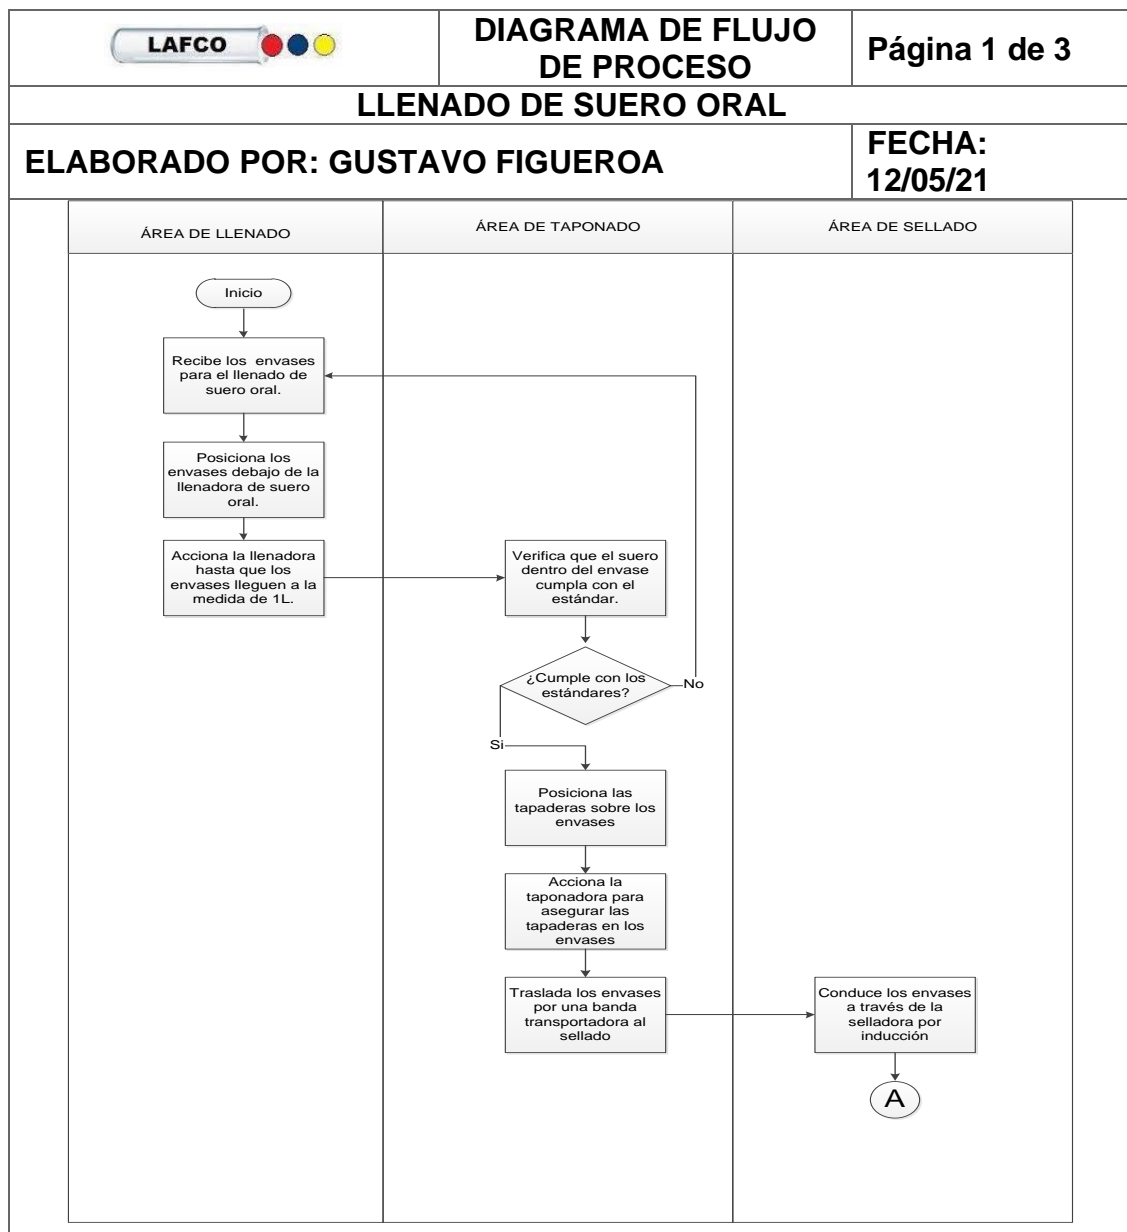 LAFCO
DIAGRAMA DE FLUJO
DE PROCESO
Página 1 de 3
LLENADO DE SUERO ORAL
ELABORADO POR: GUSTAVO FIGUEROA
FECHA:
12/05/21
ÁREA DE LLENADO
ÁREA DE TAPONADO
ÁREA DE SELLADO
Inicio
Recibe los envases
para el llenado de
suero oral.
Posiciona los
envases debajo de la
llenadora de suero
oral.
Acciona la llenadora
hasta que los
envases lleguen a la
medida de 1L.
Verifica que el suero
dentro del envase
cumpla con el
estándar.
¿Cumple con los
estándares?
No
Si
Posiciona las
tapaderas sobre los
envases
Acciona la
taponadora para
asegurar las
tapaderas en los
envases
Traslada los envases
por una banda
transportadora al
sellado
Conduce los envases
a través de la
selladora por
inducción
A